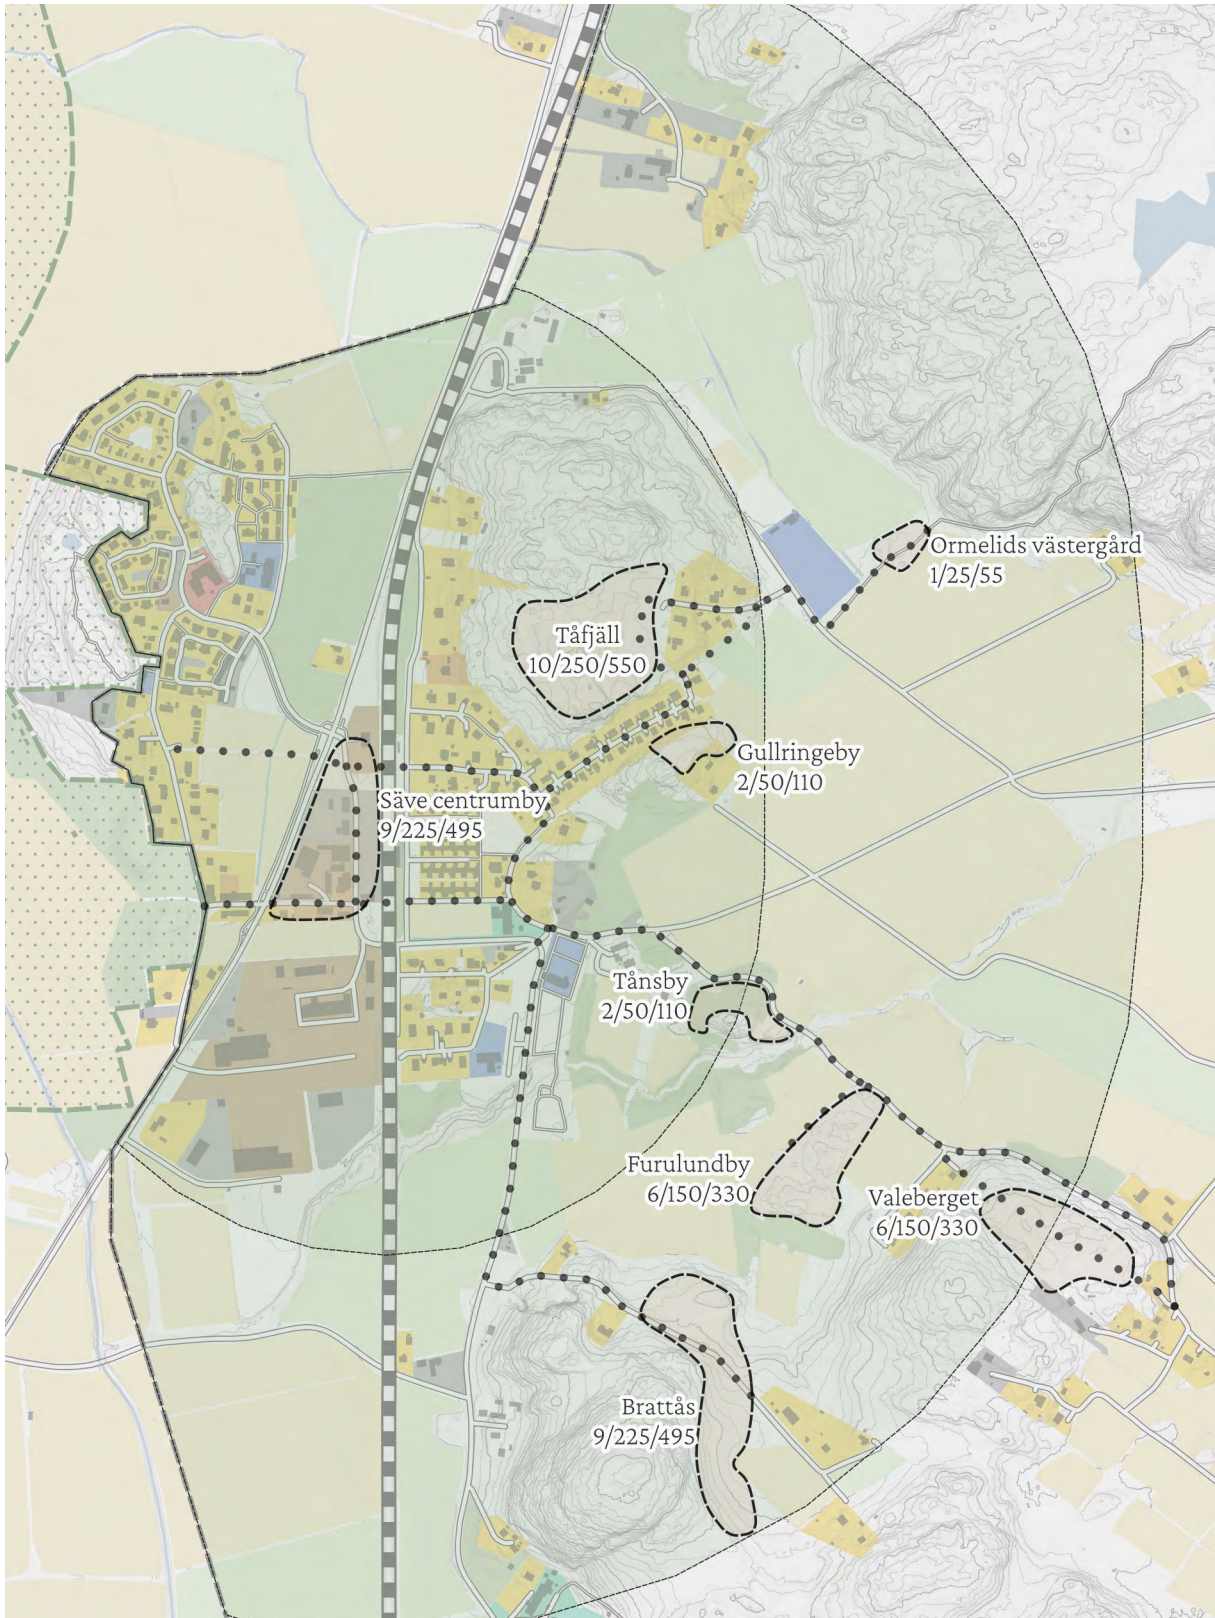 Ormelids västergård
1/25/55
Tåfjäll
10/250/550
Gullringeby
2/50/110
Säve centrumby
9/225/495
Tånsby
2/50/110
Furulundby
6/150/330
Valeberget
6/150/330
Brattås
9/225/495